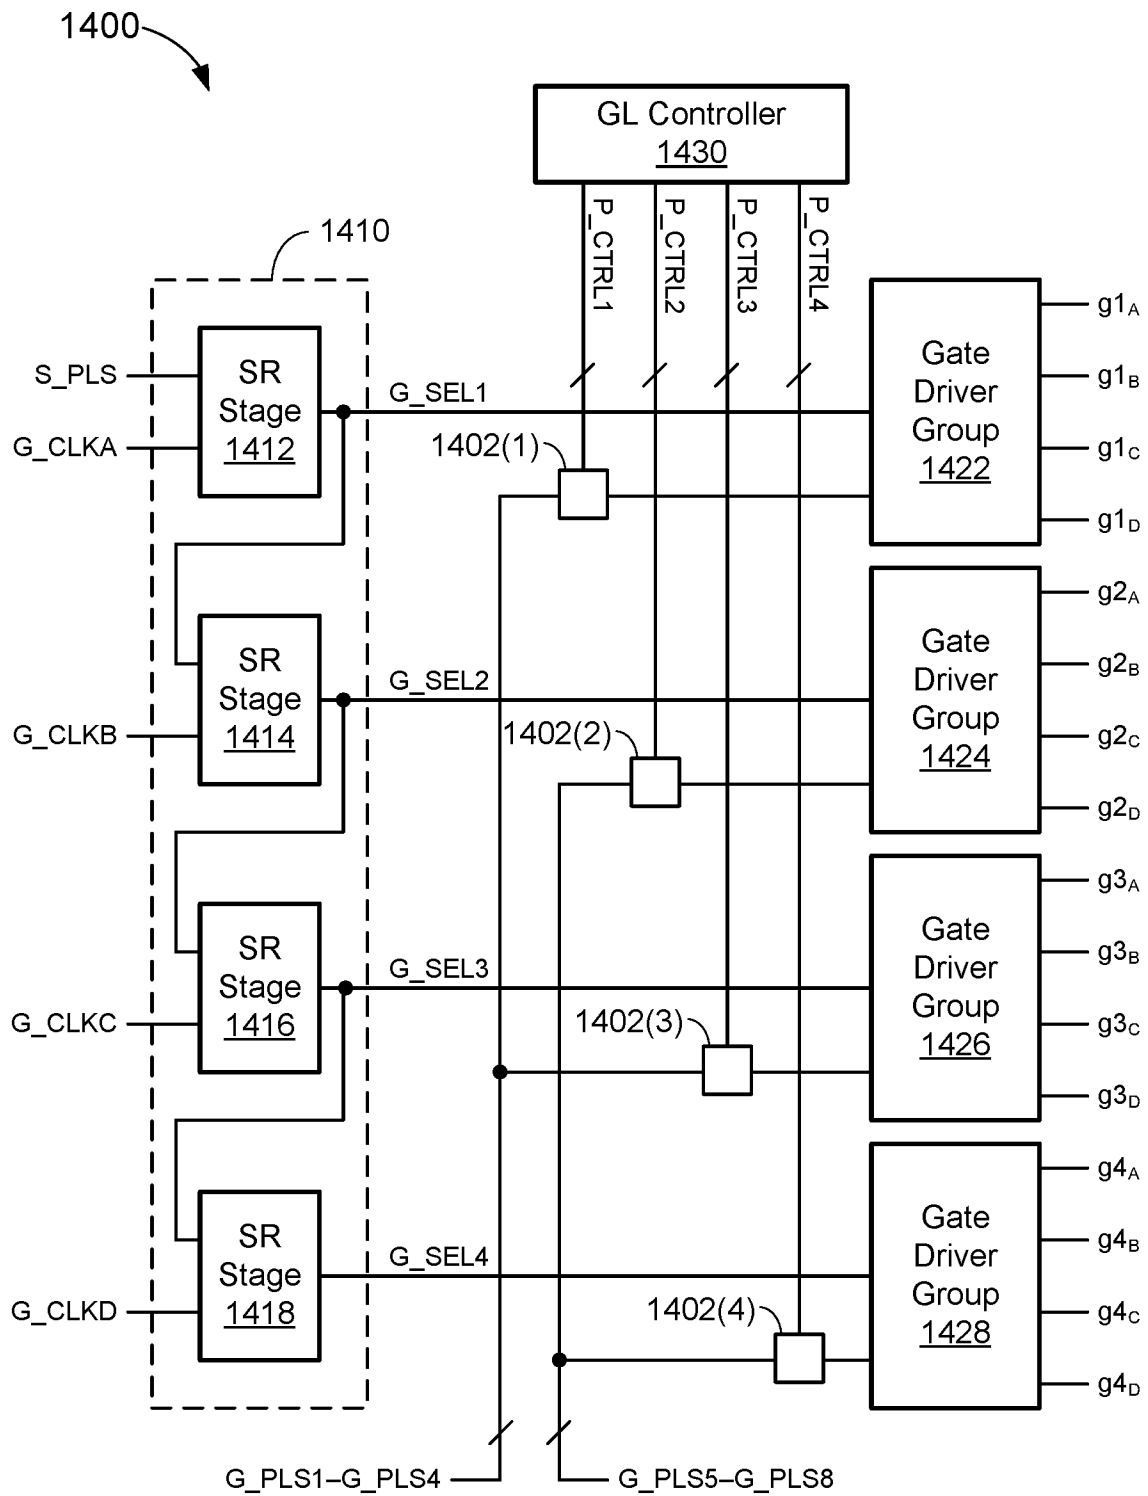 1400
GL Controller
1430
P_CTRL1
P_CTRL2
P_CTRL3
P_CTRL4
1410
S_PLS
G_CLKA
SR
Stage
1412
G_SEL1
1402(1)
Gate
Driver
Group
1422
g1A
g1B
g1C
g1D
G_CLKB
SR
Stage
1414
G_SEL2
1402(2)
Gate
Driver
Group
1424
g2A
g2B
g2C
g2D
G_CLKC
SR
Stage
1416
G_SEL3
1402(3)
Gate
Driver
Group
1426
g3A
g3B
g3C
g3D
G_CLKD
SR
Stage
1418
G_SEL4
1402(4)
Gate
Driver
Group
1428
g4A
g4B
g4C
g4D
G_PLS1–G_PLS4
G_PLS5–G_PLS8